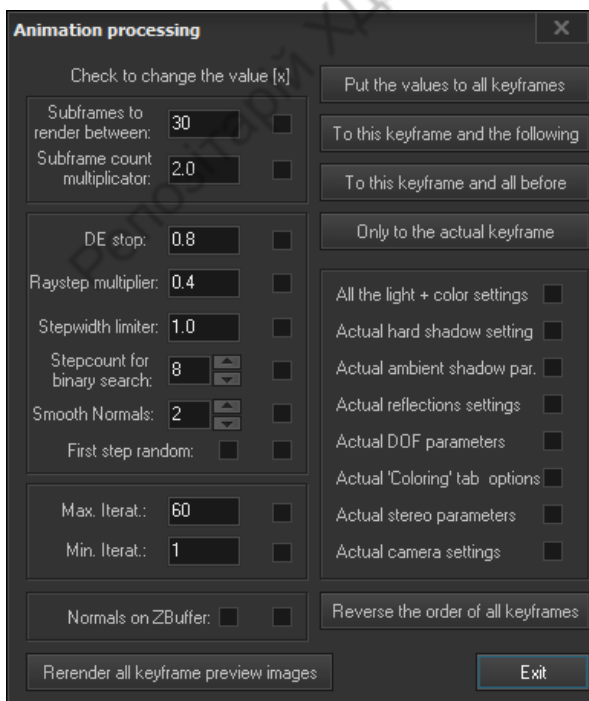 Animation processing
Репозитарій ХД
Check to change the value [x]
Subframes to
render between:
30
Subframe count
multiplicator:
2.0
DE stop:
0.8
Raystep multiplier:
0.4
Stepwidth limiter:
1.0
Stepcount for
binary search:
8
Smooth Normals:
2
First step random:
Max. Iterat.:
60
Min. Iterat.:
1
Normals on ZBuffer:
Rerender all keyframe preview images
Put the values to all keyframes
To this keyframe and the following
To this keyframe and all before
Only to the actual keyframe
All the light + color settings
Actual hard shadow setting
Actual ambient shadow par.
Actual reflections settings
Actual DOF parameters
Actual 'Coloring' tab options
Actual stereo parameters
Actual camera settings
Reverse the order of all keyframes
Exit